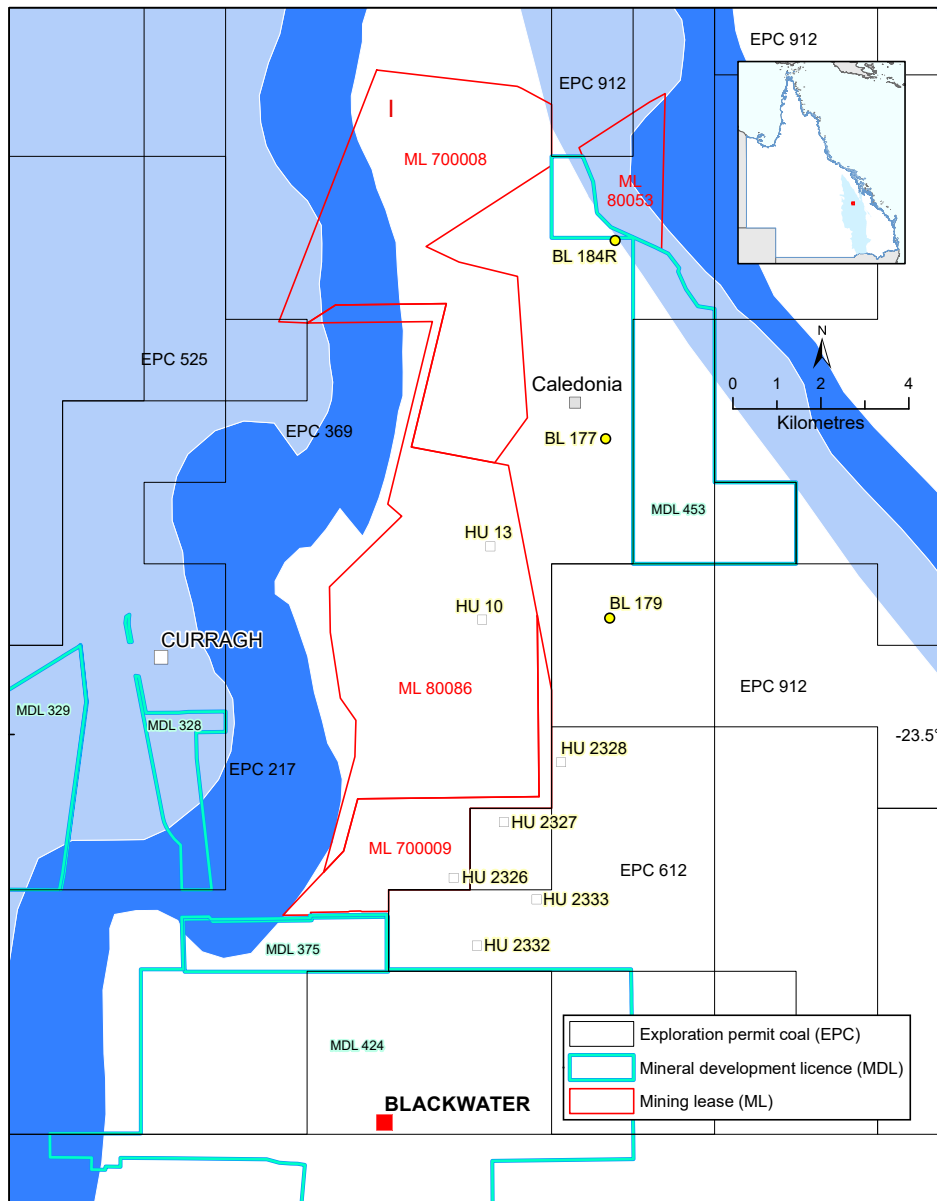 EPC 912
EPC 912
ML 700008
ML
80053
BL 184R
N
EPC 525
Caledonia
0 1 2 4
Kilometres
EPC 369
BL 177
MDL 453
HU 13
HU 10
BL 179
CURRAGH
ML 80086
EPC 912
MDL 329
MDL 328
-23.5°
HU 2328
EPC 217
HU 2327
ML 700009
EPC 612
HU 2326
HU 2333
HU 2332
MDL 375
Exploration permit coal (EPC)
MDL 424
Mineral development licence (MDL)
Mining lease (ML)
BLACKWATER